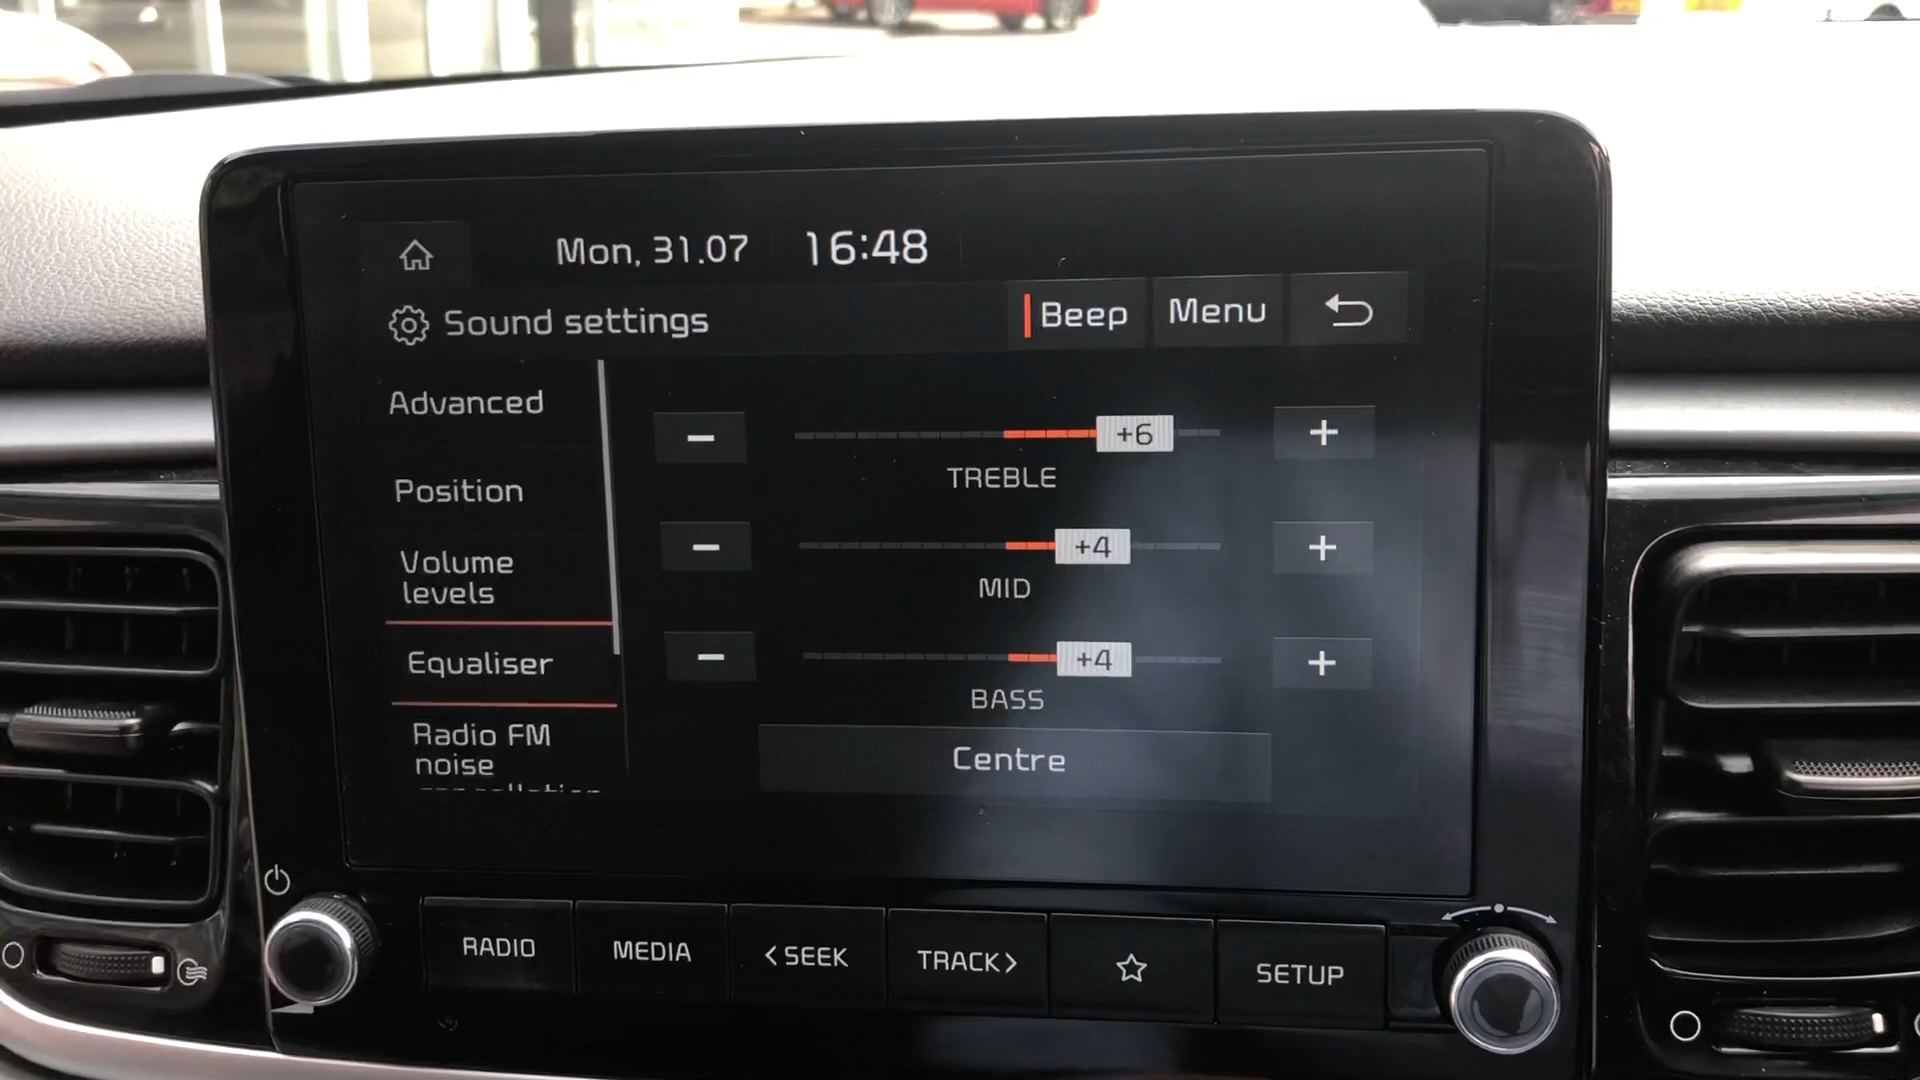 Mon, 31.07 16:48
Sound settings Beep Menu
Advanced
Position
Volume
levels
Equaliser
Radio FM
noise
cancellation
- +6 +
TREBLE
- +4 +
MID
- +4 +
BASS
Centre
RADIO MEDIA <SEEK TRACK> SETUP